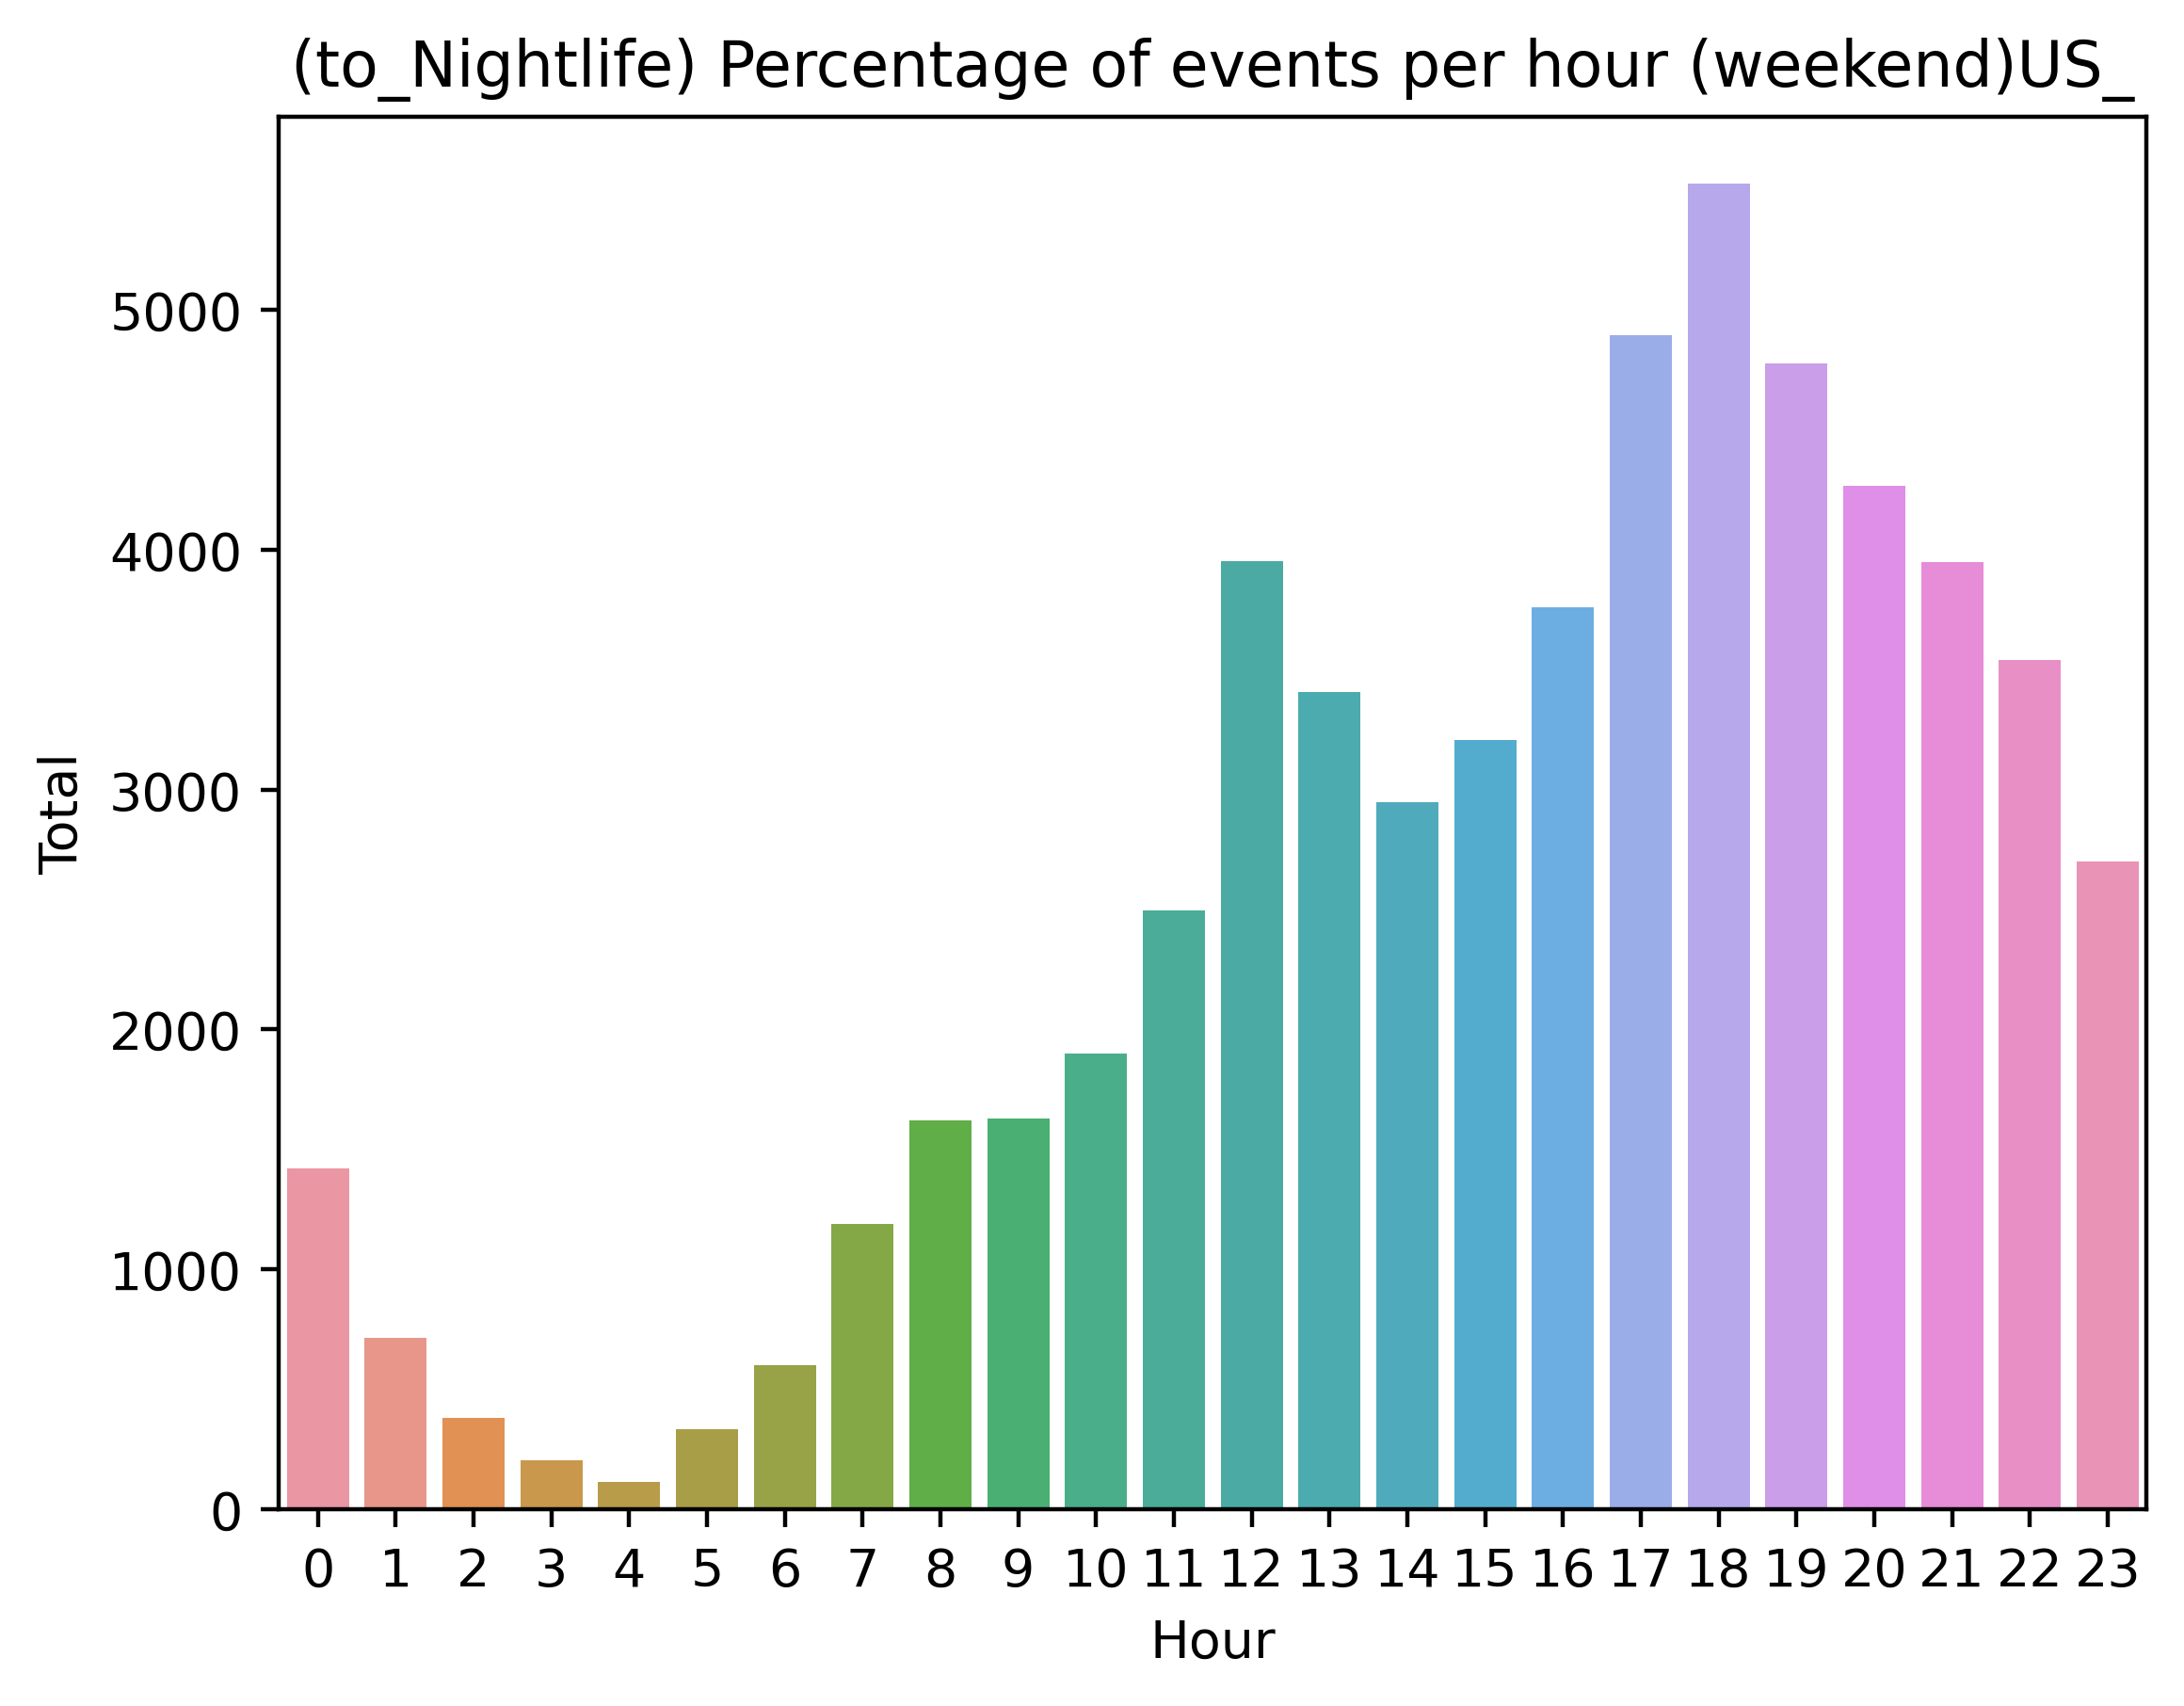 (to_Nightlife) Percentage of events per hour (weekend)US_
Total
5000
4000
3000
2000
1000
0
0 1 2 3 4 5 6 7 8 9 10 11 12 13 14 15 16 17 18 19 20 21 22 23
Hour